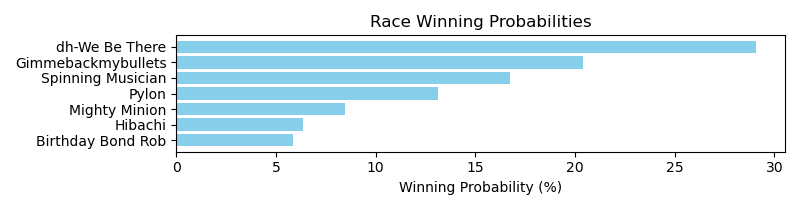 Race Winning Probabilities
dh-We Be There
Gimmebackmybullets
Spinning Musician
Pylon
Mighty Minion
Hibachi
Birthday Bond Rob
0 5 10 15 20 25 30
Winning Probability (%)